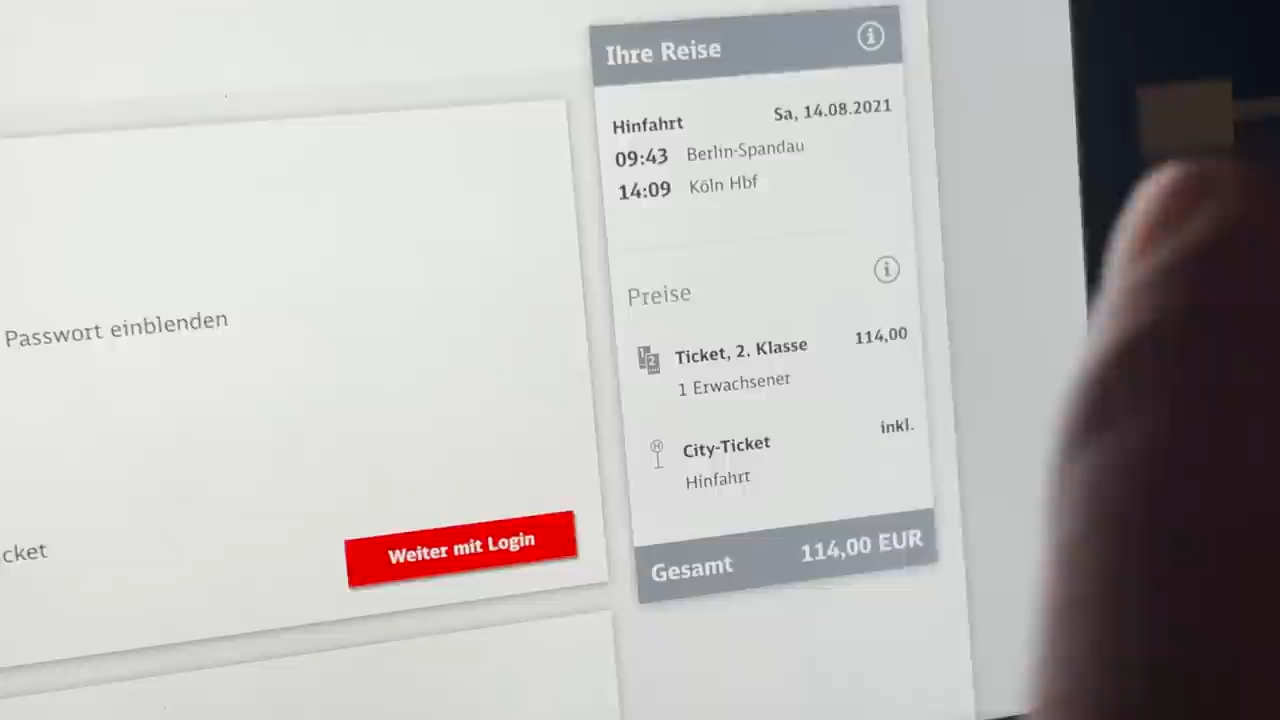 Passwort einblenden
cket
Weiter mit Login
Ihre Reise
Hinfahrt Sa, 14.08.2021
09:43 Berlin-Spandau
14:09 Köln Hbf
Preise
Ticket, 2. Klasse 114,00
1 Erwachsener
City-Ticket inkl.
Hinfahrt
Gesamt 114,00 EUR